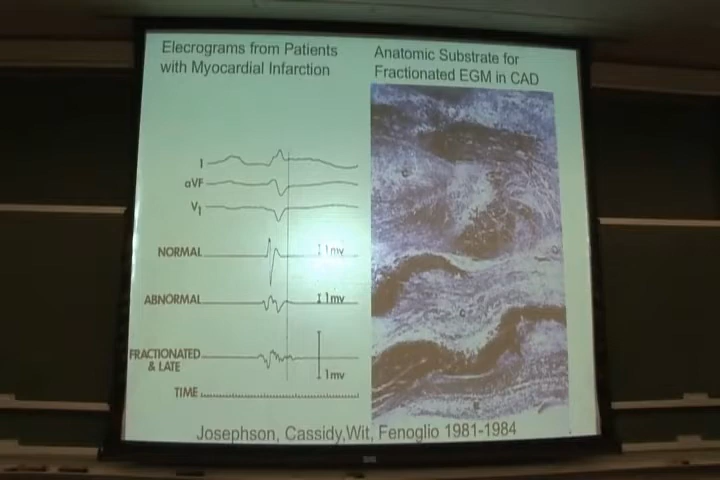 Elecrograms from Patients
with Myocardial Infarction
Anatomic Substrate for
Fractionated EGM in CAD
I
aVF
V1
NORMAL
1mv
ABNORMAL
1mv
FRACTIONATED
& LATE
1mv
TIME
Josephson, Cassidy,Wit, Fenoglio 1981-1984